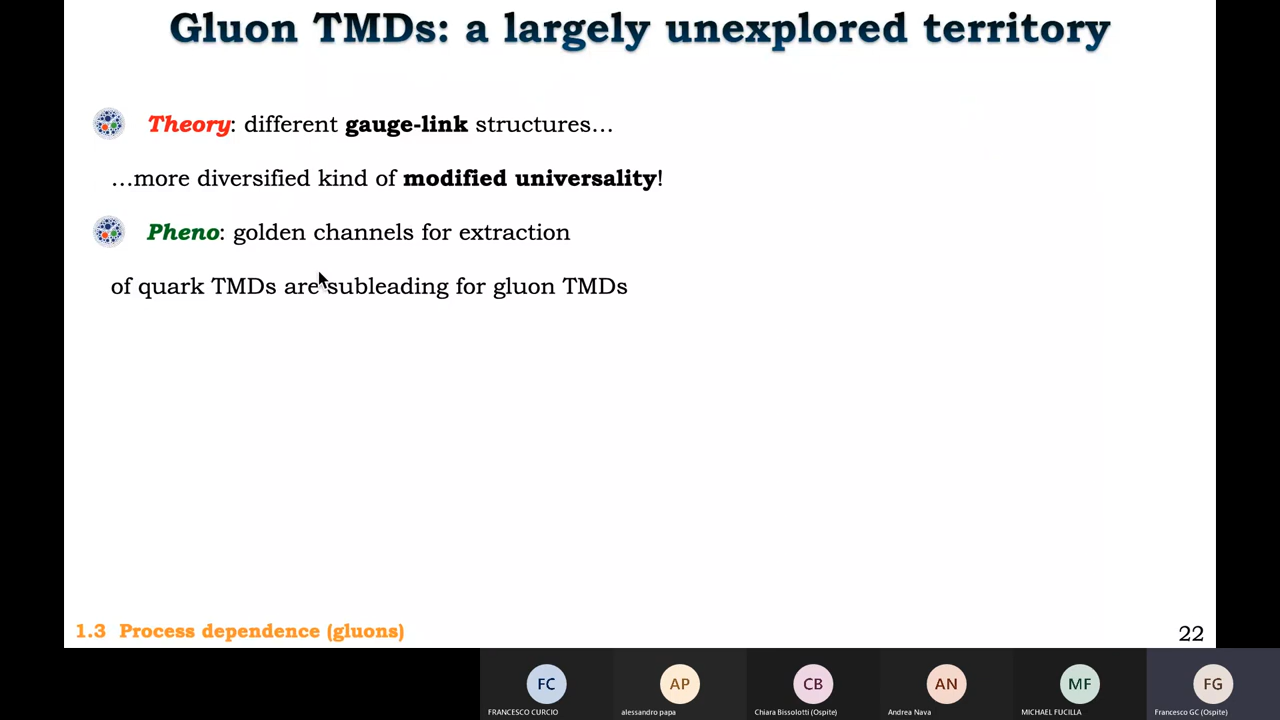 Gluon TMDs: a largely unexplored territory
Theory: different gauge-link structures…
…more diversified kind of modified universality!
Pheno: golden channels for extraction
of quark TMDs are subleading for gluon TMDs
1.3 Process dependence (gluons)
22
FC
AP
CB
AN
MF
FG
FRANCESCO CURCIO
alessandro papa
Chiara Bissolotti (Ospite)
Andrea Nava
MICHAEL FUCILLA
Francesco GC (Ospite)